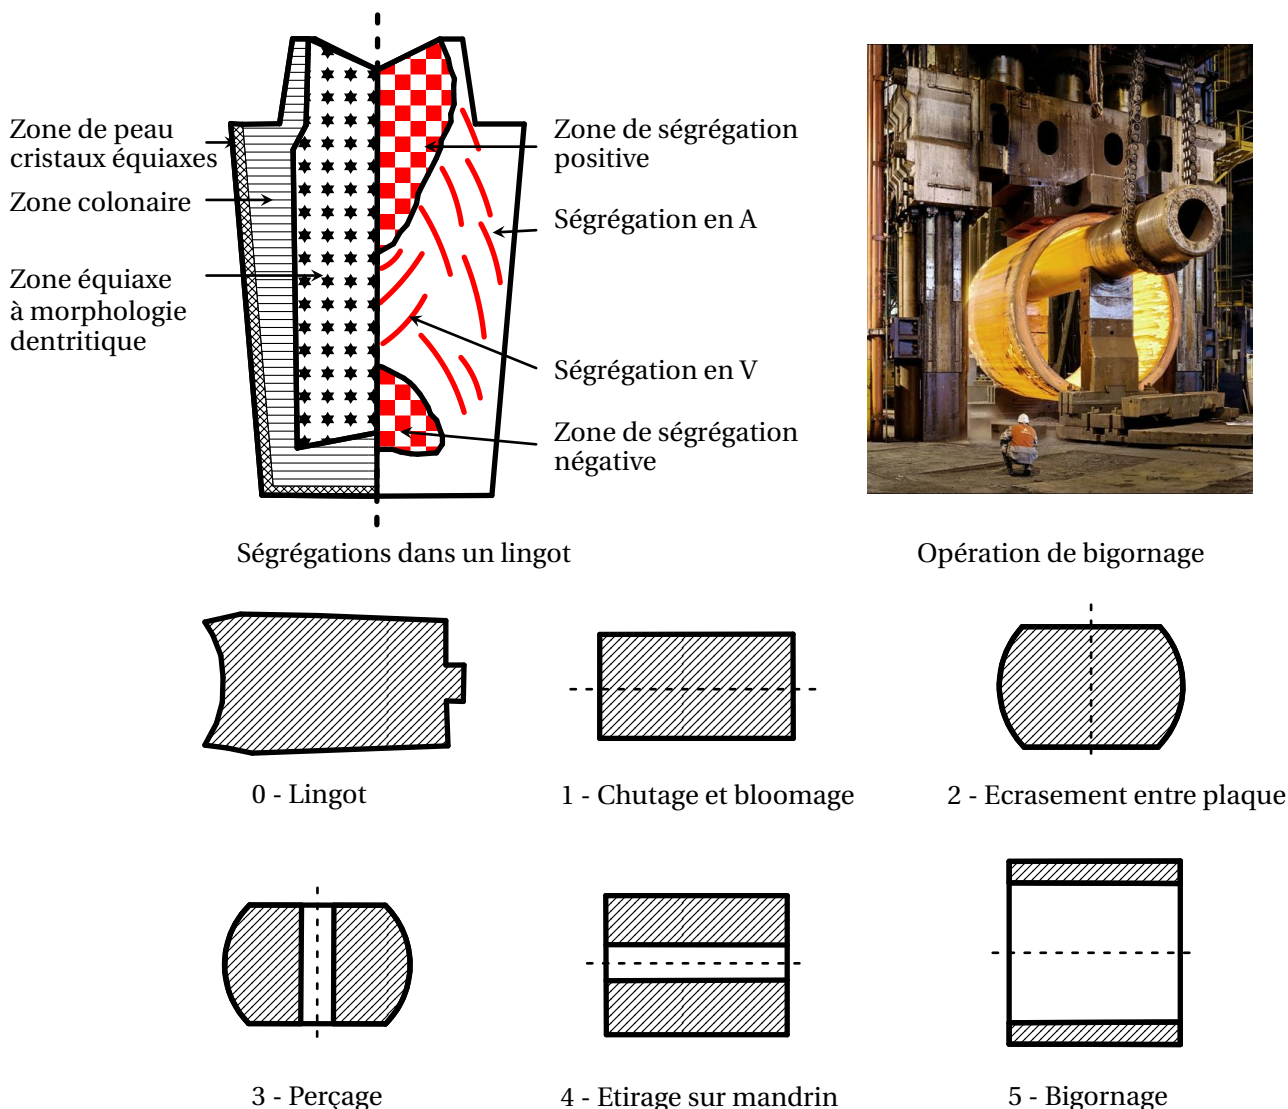 Zone de peau
cristaux équiaxes
Zone colonaire
Zone équiaxe
à morphologie
dentritique
Zone de ségrégation
positive
Ségrégation en A
Ségrégation en V
Zone de ségrégation
négative
Ségrégations dans un lingot
Opération de bigornage
0 - Lingot
1 - Chutage et bloomage
2 - Ecrasement entre plaque
3 - Perçage
4 - Etirage sur mandrin
5 - Bigornage